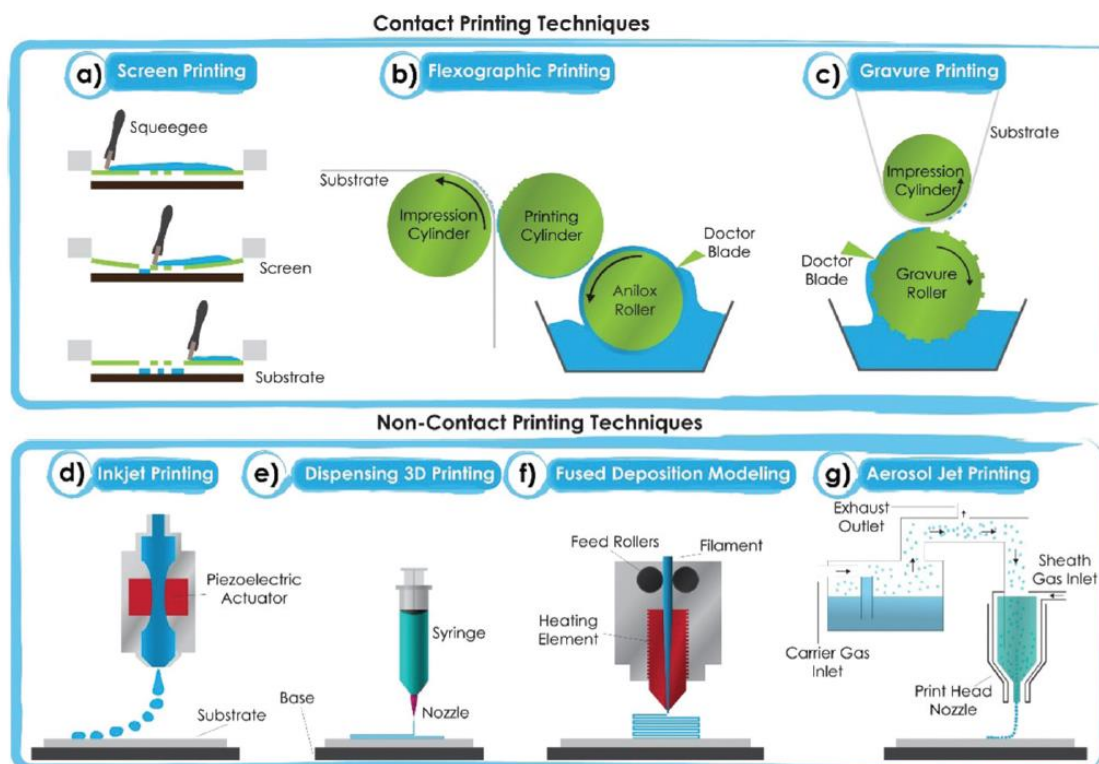 Contact Printing Techniques
a) Screen Printing
Squeegee
Screen
Substrate
b) Flexographic Printing
Substrate
Impression
Cylinder
Printing
Cylinder
Doctor
Blade
Anilox
Roller
c) Gravure Printing
Substrate
Impression
Cylinder
Doctor
Blade
Gravure
Roller
Non-Contact Printing Techniques
d) Inkjet Printing
Piezoelectric
Actuator
Substrate
Base
e) Dispensing 3D Printing
Syringe
Nozzle
f) Fused Deposition Modeling
Feed Rollers
Filament
Heating
Element
g) Aerosol Jet Printing
Exhaust
Outlet
Sheath
Gas Inlet
Carrier Gas
Inlet
Print Head
Nozzle